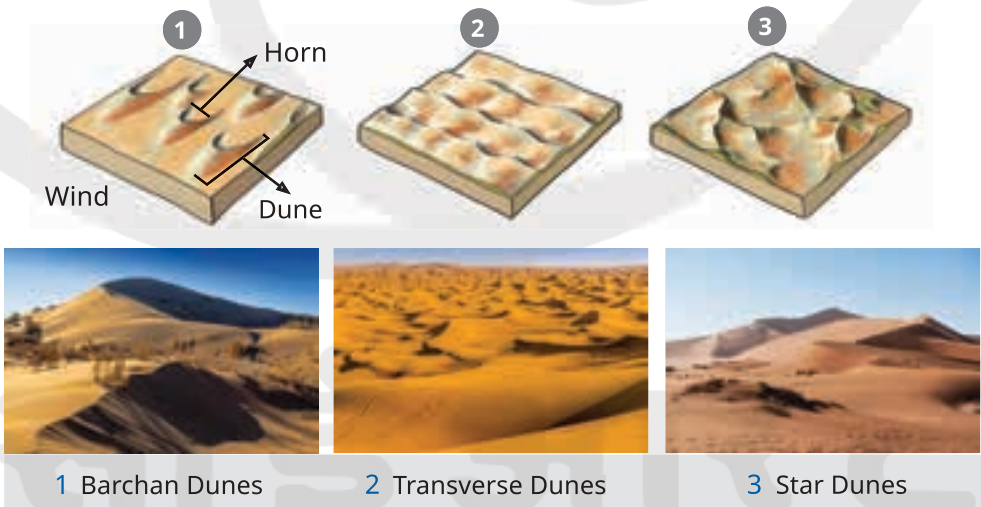 1
2
3
Horn
Wind
Dune
1 Barchan Dunes
2 Transverse Dunes
3 Star Dunes